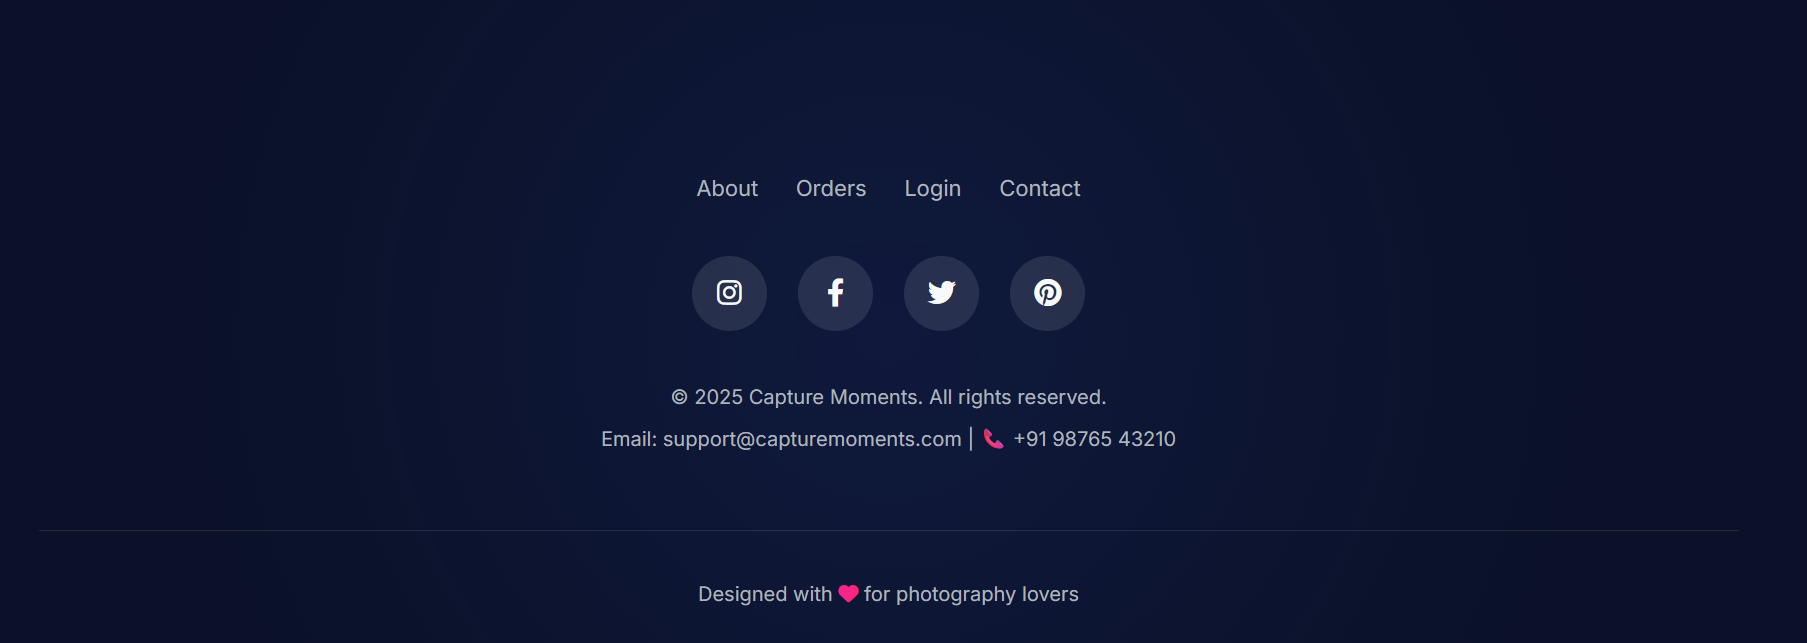 About Orders Login Contact
© 2025 Capture Moments. All rights reserved.
Email: support@capturemoments.com | 📞 +91 98765 43210
Designed with ❤ for photography lovers